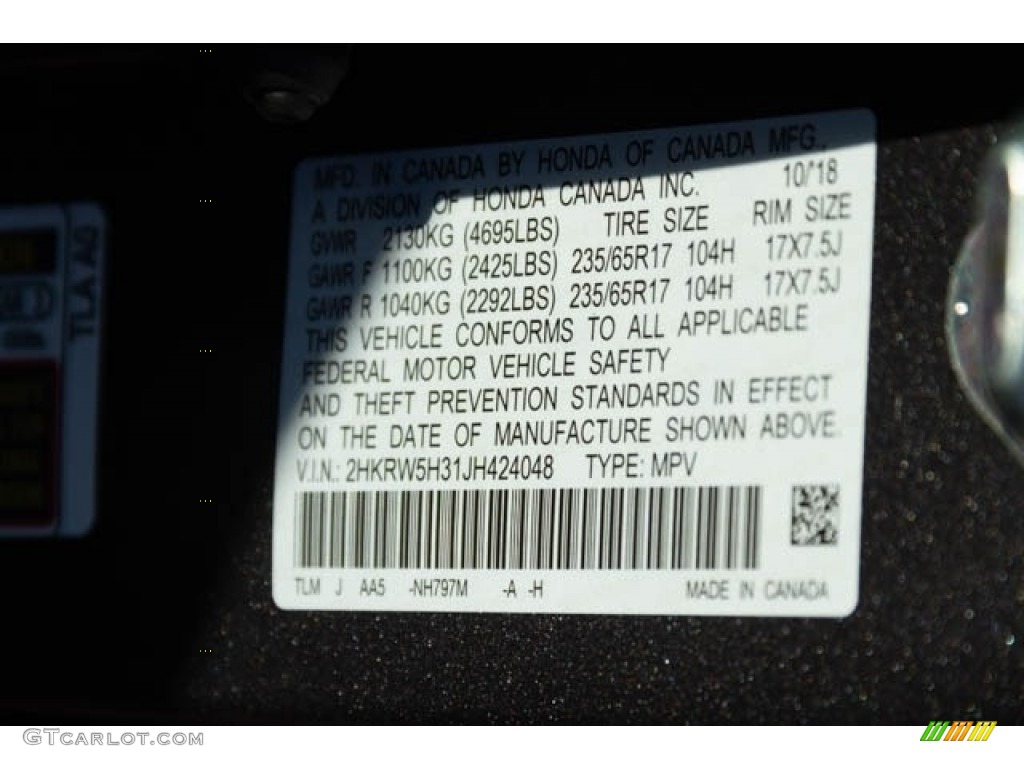 MFD. IN CANADA BY HONDA OF CANADA MFG.,
A DIVISION OF HONDA CANADA INC. 10/18
GVWR 2130KG (4695LBS) TIRE SIZE RIM SIZE
GAWR F 1100KG (2425LBS) 235/65R17 104H 17X7.5J
GAWR R 1040KG (2292LBS) 235/65R17 104H 17X7.5J
THIS VEHICLE CONFORMS TO ALL APPLICABLE
FEDERAL MOTOR VEHICLE SAFETY
AND THEFT PREVENTION STANDARDS IN EFFECT
ON THE DATE OF MANUFACTURE SHOWN ABOVE.
V.I.N.: 2HKRW5H31JH424048 TYPE: MPV
TLM J AA5 -NH797M -A -H MADE IN CANADA
TLA A0
GTCARLOT.COM